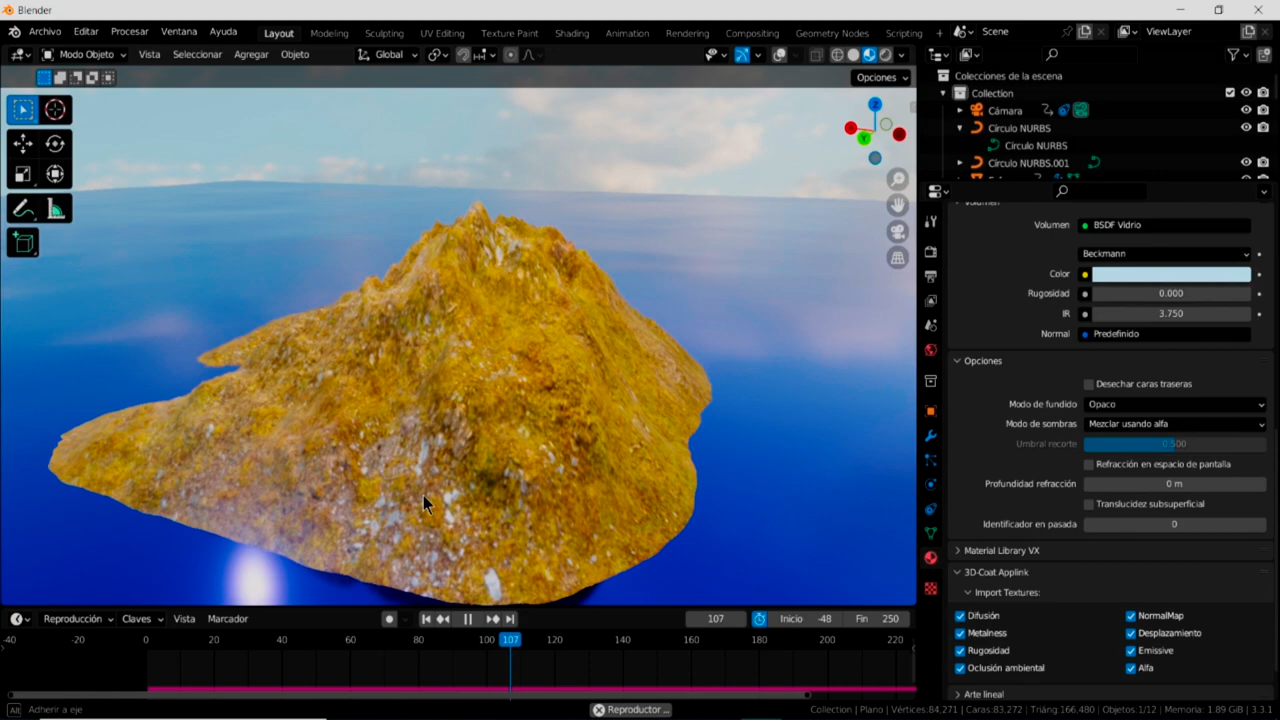 Blender
Archivo Editar Procesar Ventana Ayuda Layout Modeling Sculpting UV Editing Texture Paint Shading Animation Rendering Compositing Geometry Nodes Scripting + Scene ViewLayer
Modo Objeto Vista Seleccionar Agregar Objeto Global
Opciones
Colecciones de la escena
Collection
Cámara
Círculo NURBS
Círculo NURBS
Círculo NURBS.001
Z
Y
Volumen
Volumen BSDF Vidrio
Beckmann
Color
Rugosidad 0.000
IR 3.750
Normal Predefinido
Opciones
Desechar caras traseras
Modo de fundido Opaco
Modo de sombras Mezclar usando alfa
Umbral recorte 0.500
Refracción en espacio de pantalla
Profundidad refracción 0 m
Translucidez subsuperficial
Identificador en pasada 0
Material Library VX
3D-Coat Applink
Import Textures:
Difusión NormalMap
Metalness Desplazamiento
Rugosidad Emissive
Oclusión ambiental Alfa
Arte lineal
Reproducción Claves Vista Marcador 107 Inicio -48 Fin 250
-40 -20 0 20 40 60 80 100 107 120 140 160 180 200 220
Alt Adherir a eje Reproductor ... Collection | Plano | Vértices:84,271 | Caras:83,272 | Triáng:166.480 | Objetos:1/12 | Memoria: 1.89 GiB | 3.3.1